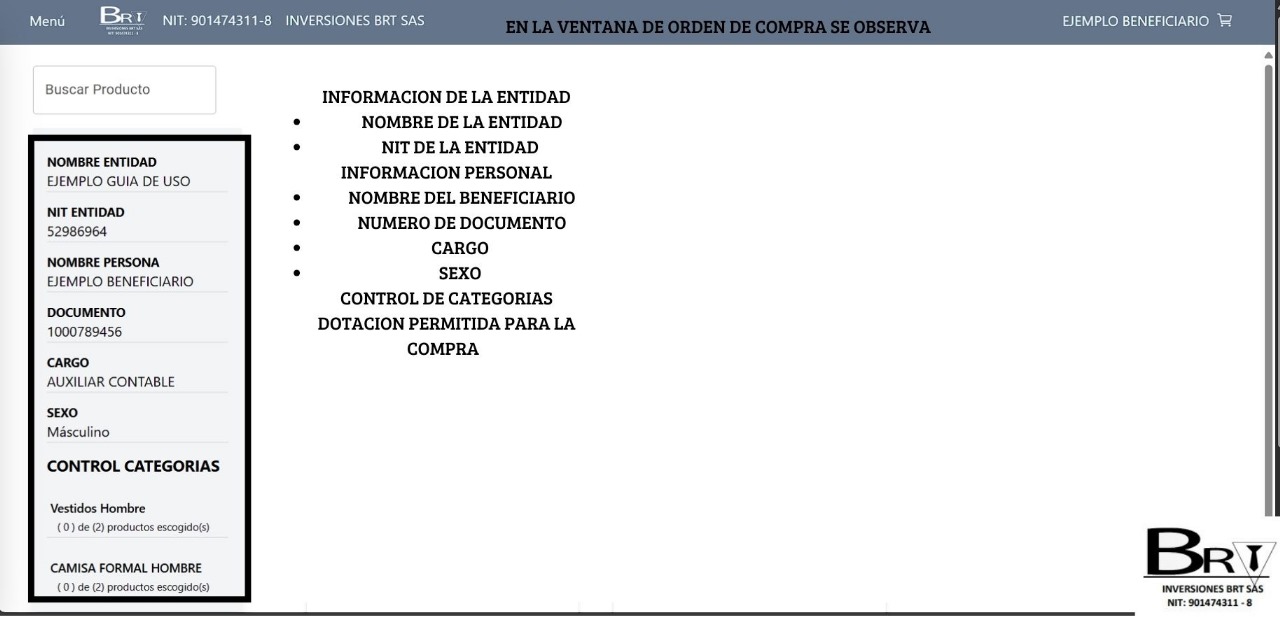 Menú
BRT
INVERSIONES BRT SAS
NIT: 901474311-8 INVERSIONES BRT SAS
EN LA VENTANA DE ORDEN DE COMPRA SE OBSERVA
EJEMPLO BENEFICIARIO
Buscar Producto
NOMBRE ENTIDAD
EJEMPLO GUIA DE USO
NIT ENTIDAD
52986964
NOMBRE PERSONA
EJEMPLO BENEFICIARIO
DOCUMENTO
1000789456
CARGO
AUXILIAR CONTABLE
SEXO
Másculino
CONTROL CATEGORIAS
Vestidos Hombre
( 0 ) de (2) productos escogido(s)
CAMISA FORMAL HOMBRE
( 0 ) de (2) productos escogido(s)
INFORMACION DE LA ENTIDAD
• NOMBRE DE LA ENTIDAD
• NIT DE LA ENTIDAD
INFORMACION PERSONAL
• NOMBRE DEL BENEFICIARIO
• NUMERO DE DOCUMENTO
• CARGO
• SEXO
CONTROL DE CATEGORIAS
DOTACION PERMITIDA PARA LA
COMPRA
BRT
INVERSIONES BRT SAS
NIT: 901474311 - 8